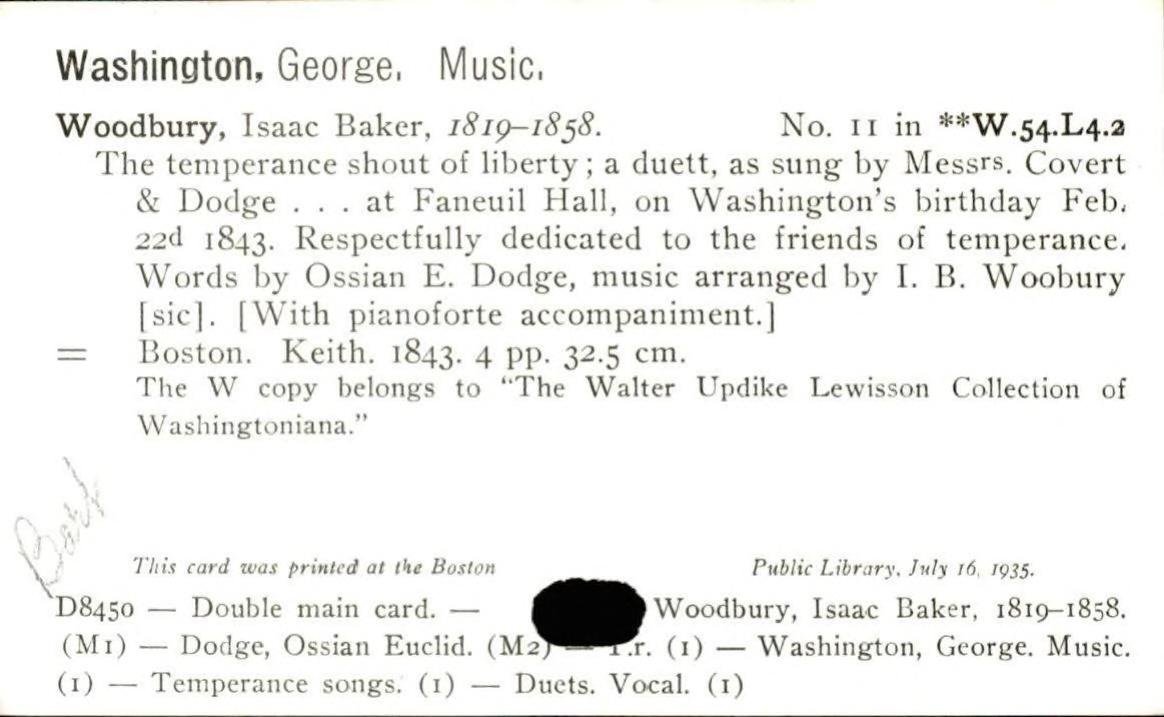 Washington, George. Music.
Woodbury, Isaac Baker, 1819–1858. No. 11 in **W.54.L4.2
The temperance shout of liberty; a duett, as sung by Messrs. Covert
& Dodge . . . at Faneuil Hall, on Washington's birthday Feb.
22d 1843. Respectfully dedicated to the friends of temperance.
Words by Ossian E. Dodge, music arranged by I. B. Woobury
[sic]. [With pianoforte accompaniment.]
= Boston. Keith. 1843. 4 pp. 32.5 cm.
The W copy belongs to “The Walter Updike Lewisson Collection of
Washingtoniana.”
This card was printed at the Boston Public Library, July 16, 1935.
D8450 — Double main card. — Woodbury, Isaac Baker, 1819–1858.
(M1) — Dodge, Ossian Euclid. (M2) — T.r. (1) — Washington, George. Music.
(1) — Temperance songs. (1) — Duets. Vocal. (1)